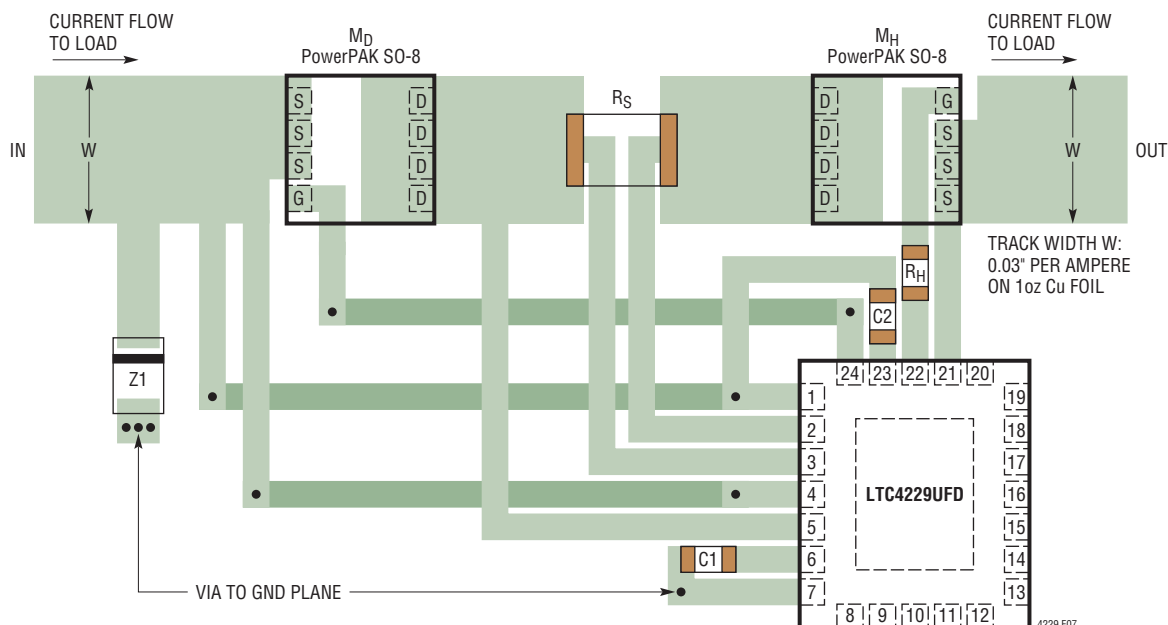 CURRENT FLOW
TO LOAD
MD
PowerPAK SO-8
MH
PowerPAK SO-8
CURRENT FLOW
TO LOAD
RS
S
D
D
G
S
D
D
S
IN
W
S
D
D
S
W
OUT
G
D
D
S
TRACK WIDTH W:
0.03" PER AMPERE
ON 1oz Cu FOIL
RH
C2
Z1
24 23 22 21 20
1
19
2
18
3
17
4
LTC4229UFD
16
5
15
6
14
C1
7
13
VIA TO GND PLANE
8 9 10 11 12
4229 F07